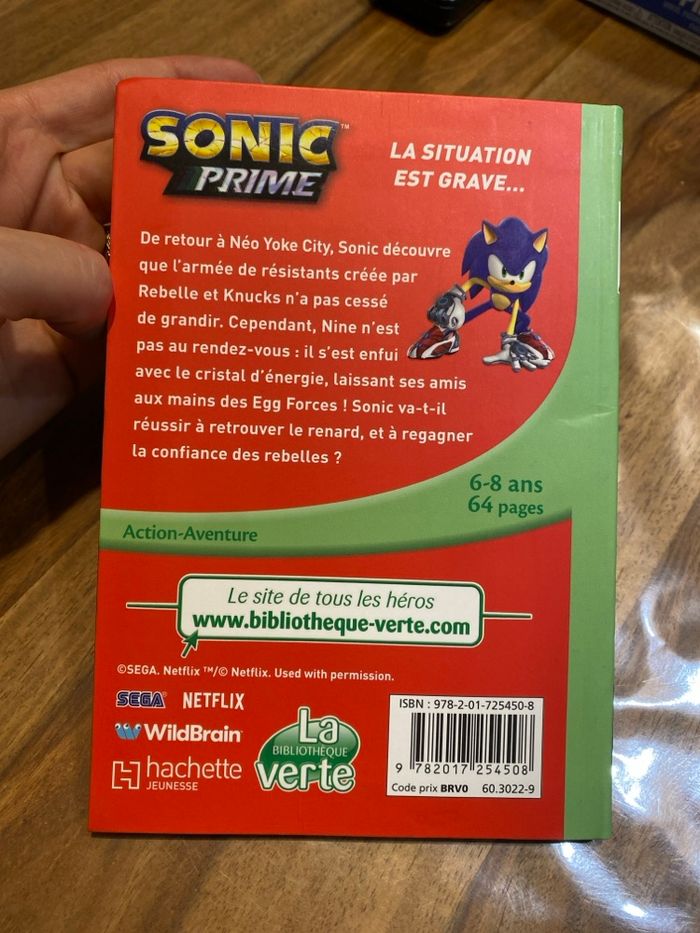 SONIC™
PRIME
LA SITUATION
EST GRAVE...
De retour à Néo Yoke City, Sonic découvre
que l'armée de résistants créée par
Rebelle et Knucks n'a pas cessé
de grandir. Cependant, Nine n'est
pas au rendez-vous : il s'est enfui
avec le cristal d'énergie, laissant ses amis
aux mains des Egg Forces ! Sonic va-t-il
réussir à retrouver le renard, et à regagner
la confiance des rebelles ?
6-8 ans
64 pages
Action-Aventure
Le site de tous les héros
www.bibliotheque-verte.com
©SEGA. Netflix ™/© Netflix. Used with permission.
SEGA NETFLIX
WildBrain
hachette
JEUNESSE
La
BIBLIOTHÈQUE
verte
ISBN : 978-2-01-725450-8
9 782017 254508
Code prix BRV0 60.3022-9